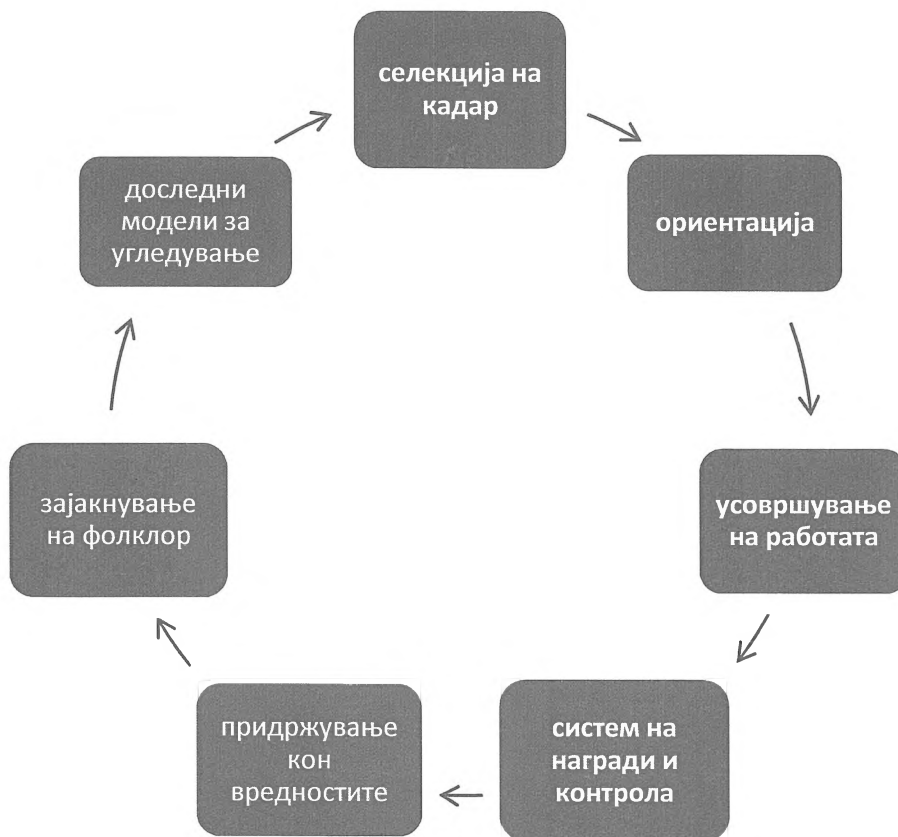 селекција на
кадар
ориентација
усовршување
на работата
систем на
награди и
контрола
придржување
кон
вредностите
зајакнување
на фолклор
доследни
модели за
угледување